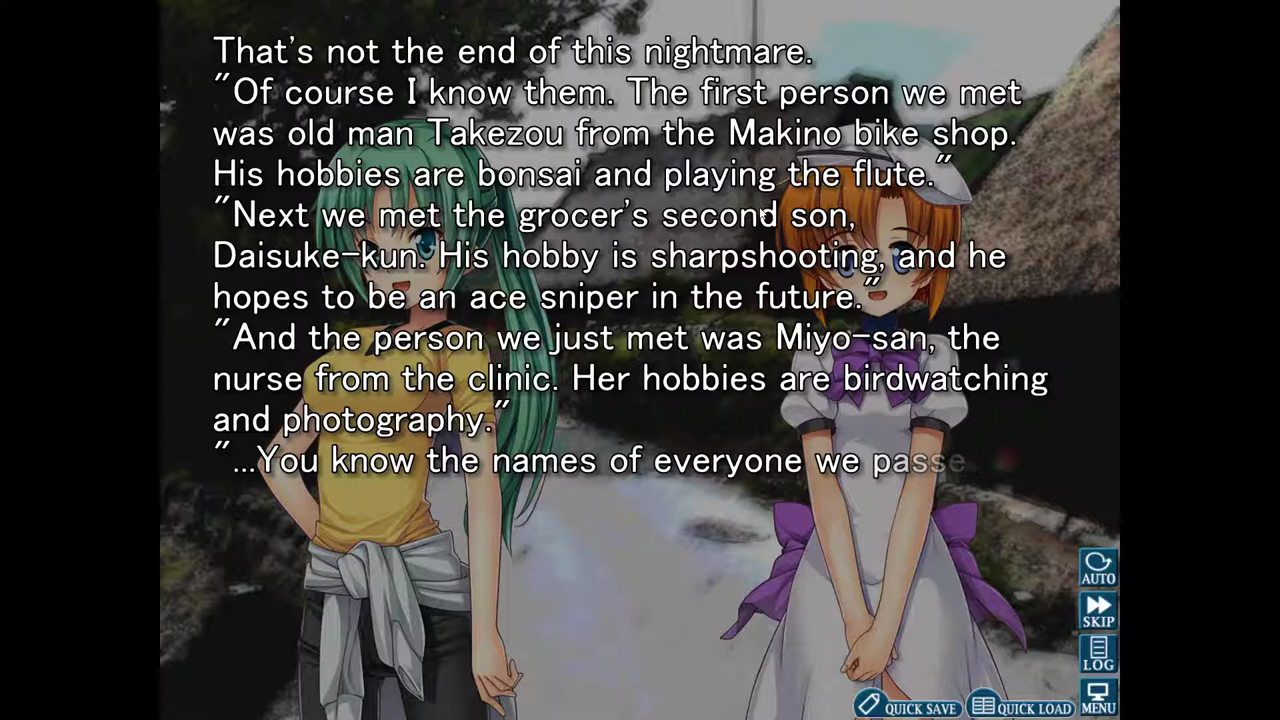 That's not the end of this nightmare.
"Of course I know them. The first person we met
was old man Takezou from the Makino bike shop.
His hobbies are bonsai and playing the flute."
"Next we met the grocer's second son,
Daisuke-kun. His hobby is sharpshooting, and he
hopes to be an ace sniper in the future."
"And the person we just met was Miyo-san, the
nurse from the clinic. Her hobbies are birdwatching
and photography."
"...You know the names of everyone we passe
AUTO
SKIP
LOG
MENU
QUICK SAVE
QUICK LOAD